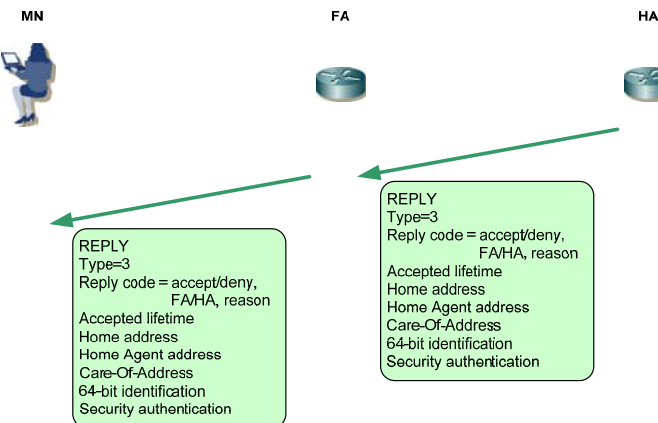 MN
FA
HA
REPLY
Type=3
Reply code = accept/deny,
FA/HA, reason
Accepted lifetime
Home address
Home Agent address
Care-Of-Address
64-bit identification
Security authentication
REPLY
Type=3
Reply code = accept/deny,
FA/HA, reason
Accepted lifetime
Home address
Home Agent address
Care-Of-Address
64-bit identification
Security authentication